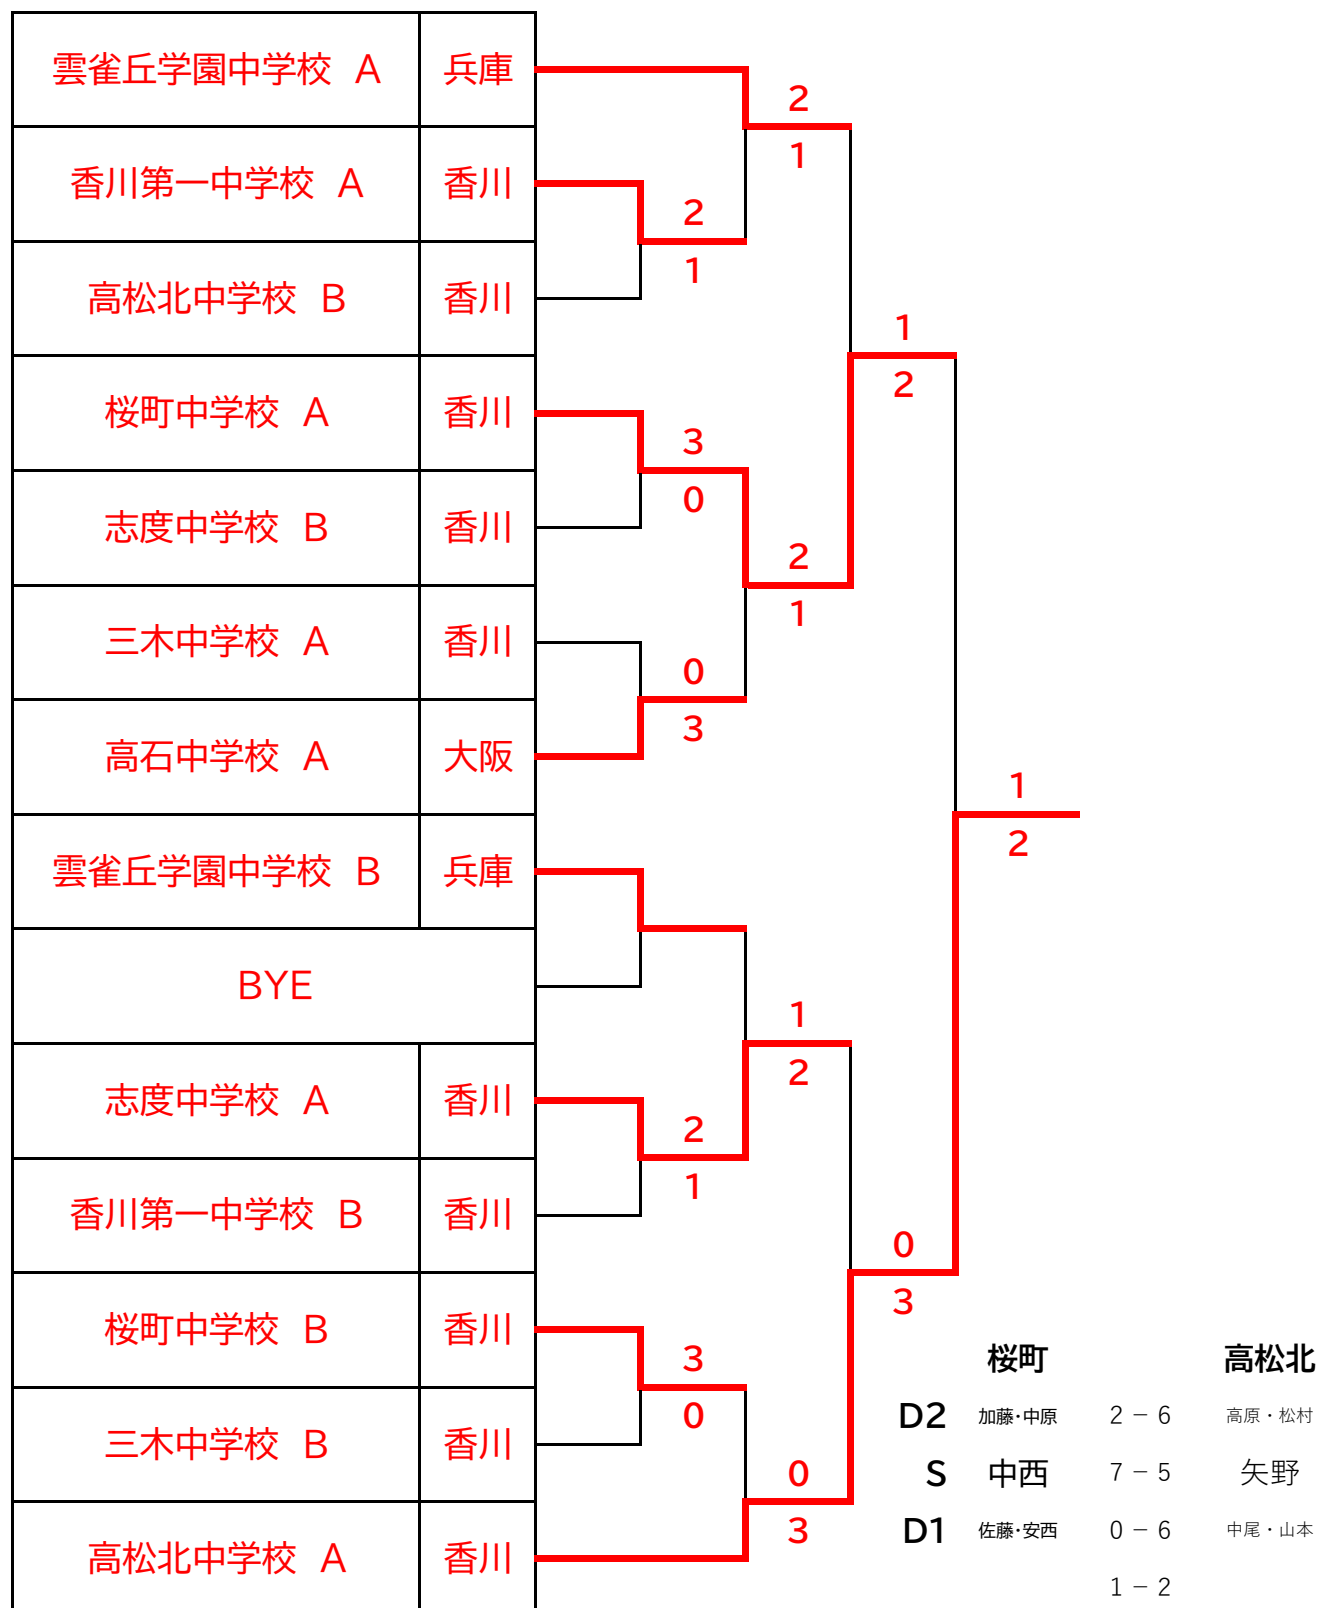 雲雀丘学園中学校 A 兵庫
2
香川第一中学校 A 香川
1
2
高松北中学校 B 香川
1
1
桜町中学校 A 香川
2
3
0
志度中学校 B 香川
2
三木中学校 A 香川
1
0
高石中学校 A 大阪
3
1
雲雀丘学園中学校 B 兵庫
2
BYE
1
志度中学校 A 香川
2
2
1
香川第一中学校 B 香川
0
桜町中学校 B 香川
3
3
0
三木中学校 B 香川
0
3
高松北中学校 A 香川
桜町 高松北
D2 加藤・中原 2 － 6 高原・松村
S 中西 7 － 5 矢野
D1 佐藤・安西 0 － 6 中尾・山本
1 － 2